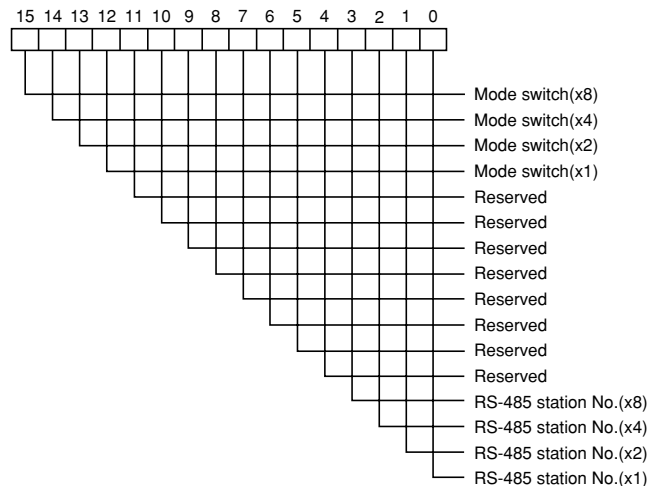 15 14 13 12 11 10 9 8 7 6 5 4 3 2 1 0
Mode switch(x8)
Mode switch(x4)
Mode switch(x2)
Mode switch(x1)
Reserved
Reserved
Reserved
Reserved
Reserved
Reserved
Reserved
Reserved
RS-485 station No.(x8)
RS-485 station No.(x4)
RS-485 station No.(x2)
RS-485 station No.(x1)